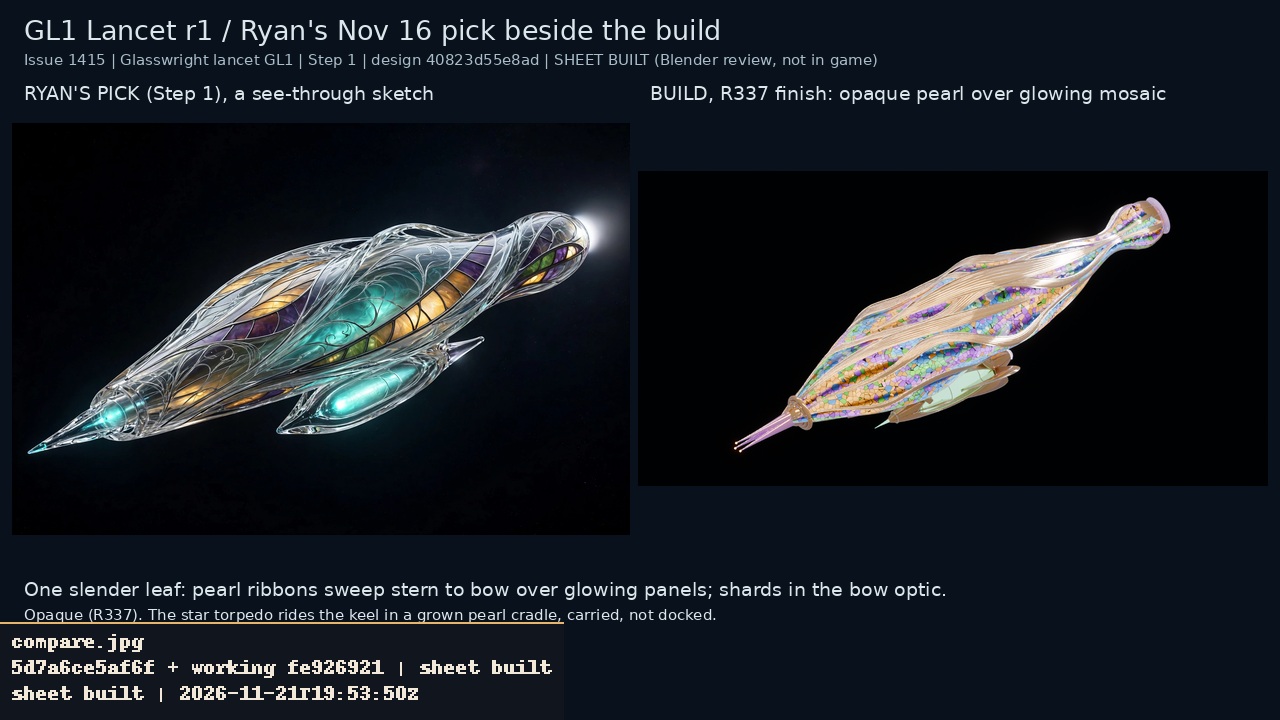 GL1 Lancet r1 / Ryan's Nov 16 pick beside the build
Issue 1415 | Glasswright lancet GL1 | Step 1 | design 40823d55e8ad | SHEET BUILT (Blender review, not in game)
RYAN'S PICK (Step 1), a see-through sketch
BUILD, R337 finish: opaque pearl over glowing mosaic
One slender leaf: pearl ribbons sweep stern to bow over glowing panels; shards in the bow optic.
Opaque (R337). The star torpedo rides the keel in a grown pearl cradle, carried, not docked.
compare.jpg
5d7a6ce5af6f + working fe926921 | sheet built
sheet built | 2026-11-21T19:53:50Z